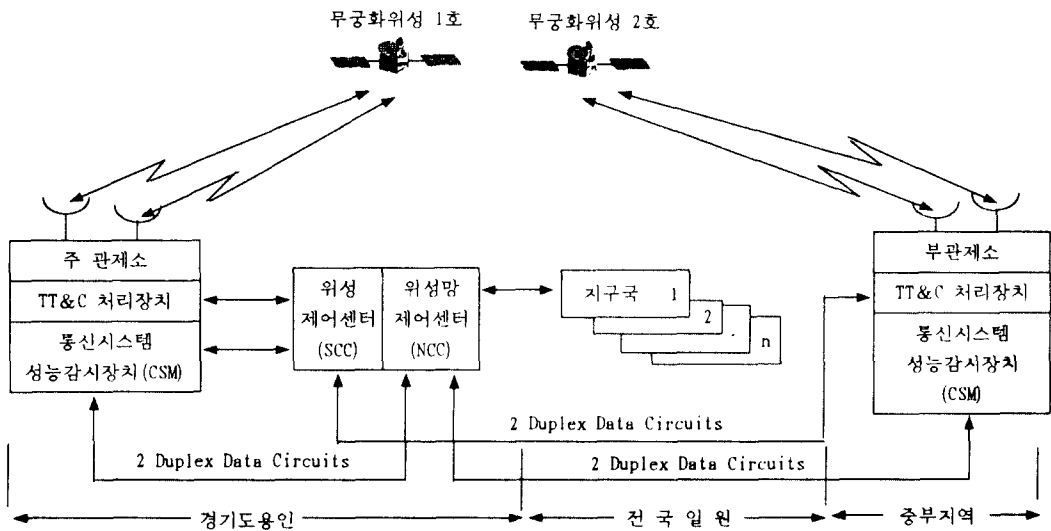 무궁화위성 1호
무궁화위성 2호
주 관제소
TT&C 처리장치
통신시스템
성능감시장치(CSM)
위성
제어센터
(SCC)
위성망
제어센터
(NCC)
지구국 1
2
.
n
부관제소
TT&C 처리장치
통신시스템
성능감시장치
(CSM)
2 Duplex Data Circuits
2 Duplex Data Circuits
2 Duplex Data Circuits
경기도용인
전국일원
중부지역